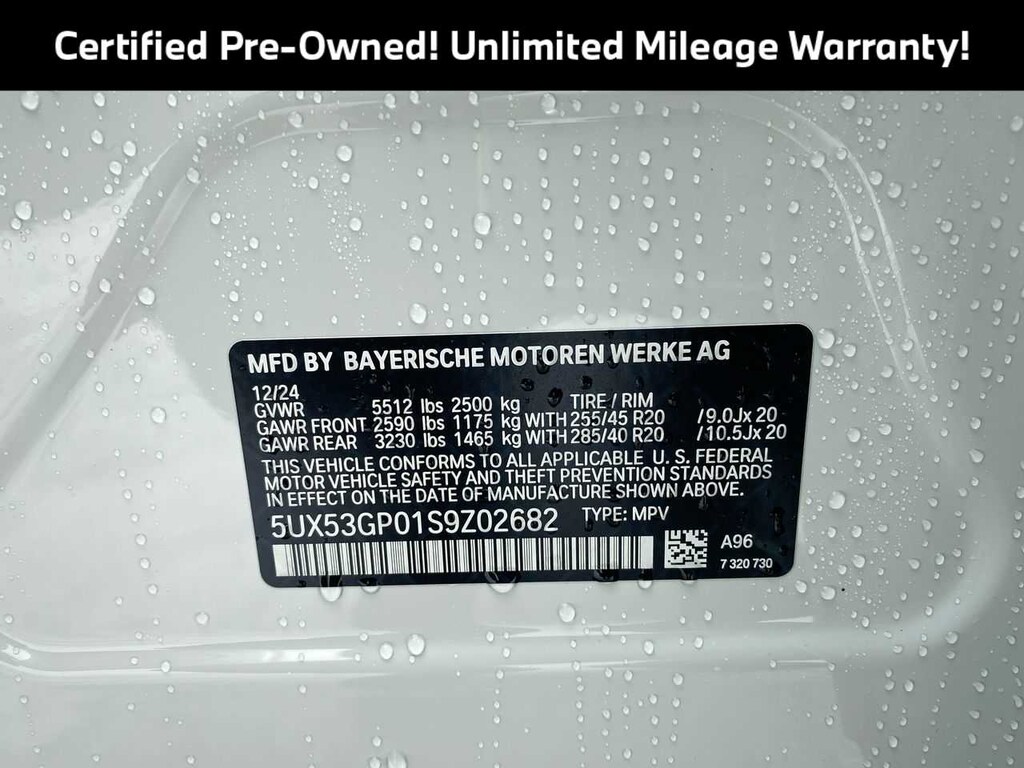 Certified Pre-Owned! Unlimited Mileage Warranty!
MFD BY BAYERISCHE MOTOREN WERKE AG
12/24 TIRE / RIM
GVWR 5512 lbs 2500 kg
GAWR FRONT 2590 lbs 1175 kg WITH 255/45 R20 /9.0Jx 20
GAWR REAR 3230 lbs 1465 kg WITH 285/40 R20 /10.5Jx 20
THIS VEHICLE CONFORMS TO ALL APPLICABLE U. S. FEDERAL
MOTOR VEHICLE SAFETY AND THEFT PREVENTION STANDARDS
IN EFFECT ON THE DATE OF MANUFACTURE SHOWN ABOVE.
5UX53GP01S9Z02682 TYPE: MPV
A96
7 320 730